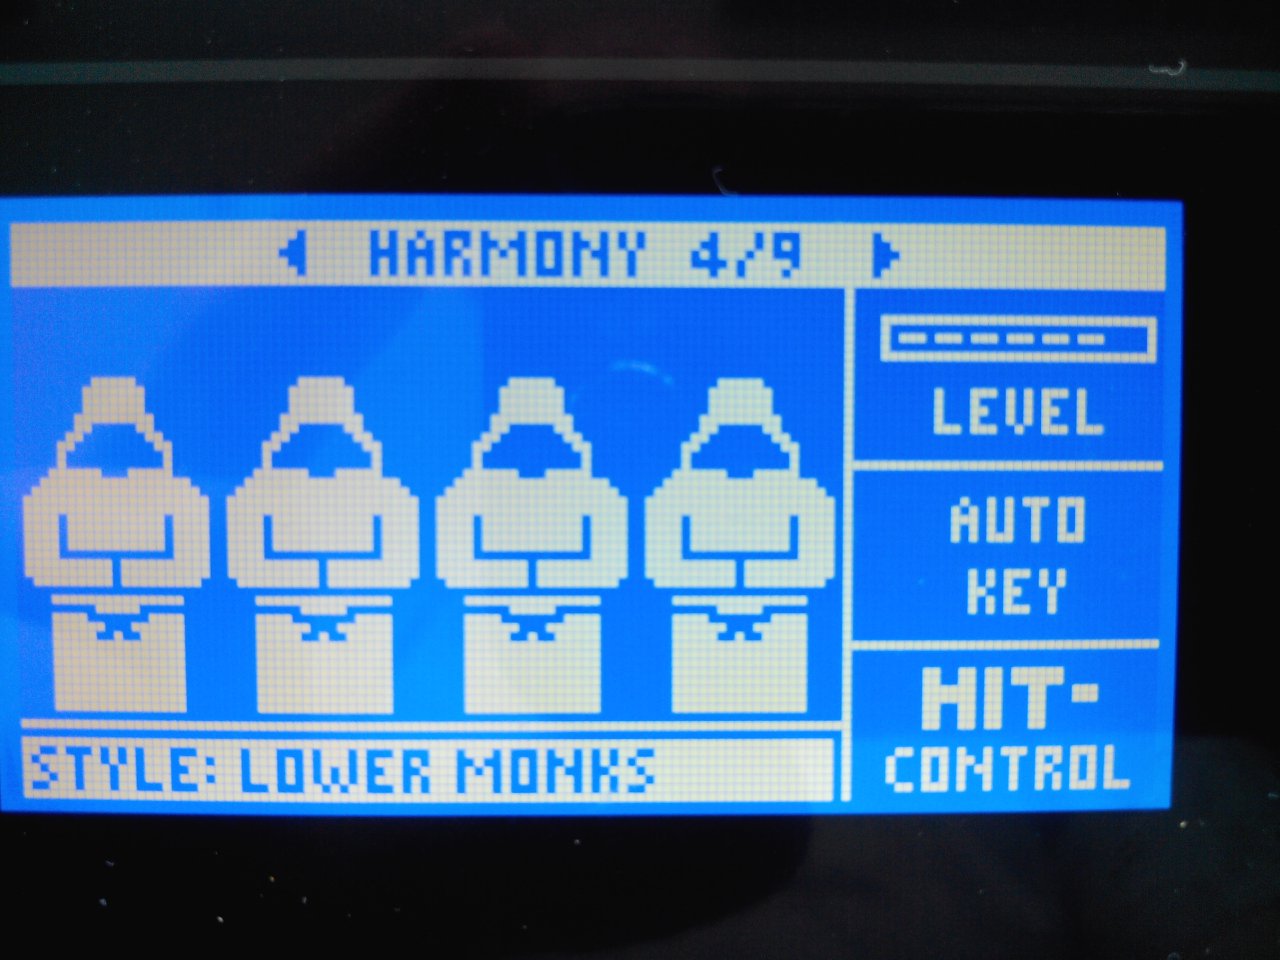 HARMONY 4/9
LEVEL
AUTO
KEY
HIT-
CONTROL
STYLE: LOWER MONKS